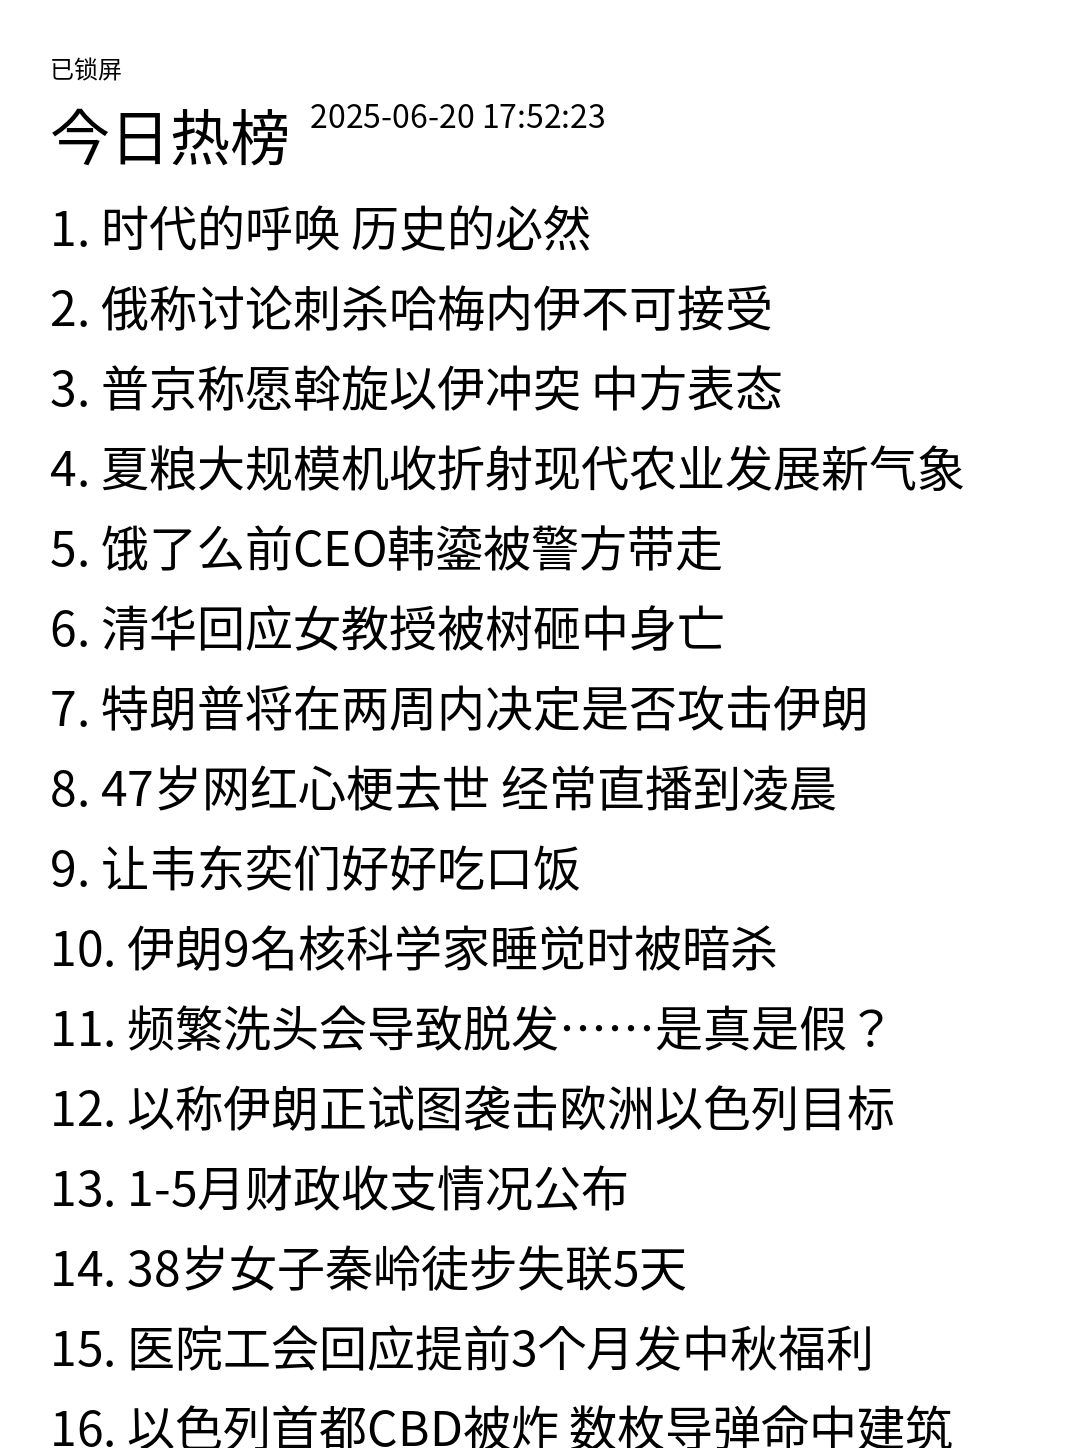 已锁屏
今日热榜 2025-06-20 17:52:23
1. 时代的呼唤 历史的必然
2. 俄称讨论刺杀哈梅内伊不可接受
3. 普京称愿斡旋以伊冲突 中方表态
4. 夏粮大规模机收折射现代农业发展新气象
5. 饿了么前CEO韩鎏被警方带走
6. 清华回应女教授被树砸中身亡
7. 特朗普将在两周内决定是否攻击伊朗
8. 47岁网红心梗去世 经常直播到凌晨
9. 让韦东奕们好好吃口饭
10. 伊朗9名核科学家睡觉时被暗杀
11. 频繁洗头会导致脱发……是真是假？
12. 以称伊朗正试图袭击欧洲以色列目标
13. 1-5月财政收支情况公布
14. 38岁女子秦岭徒步失联5天
15. 医院工会回应提前3个月发中秋福利
16. 以色列首都CBD被炸 数枚导弹命中建筑